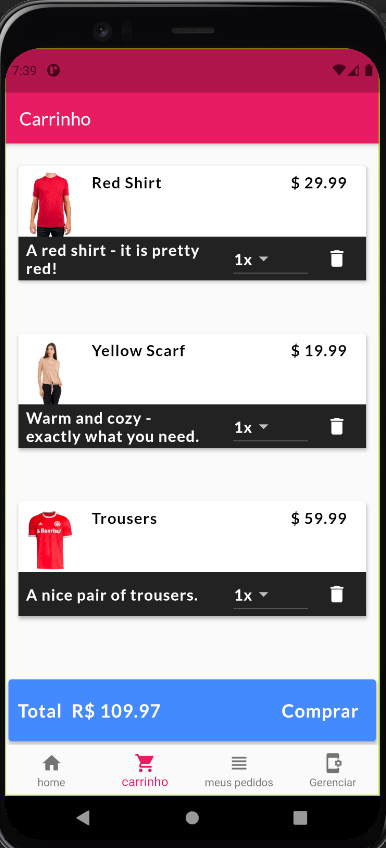 7:39
Carrinho
Red Shirt $ 29.99
A red shirt - it is pretty
red!
1x
Yellow Scarf $ 19.99
Warm and cozy -
exactly what you need.
1x
Trousers $ 59.99
Banrisul
A nice pair of trousers. 1x
Total R$ 109.97 Comprar
home carrinho meus pedidos Gerenciar